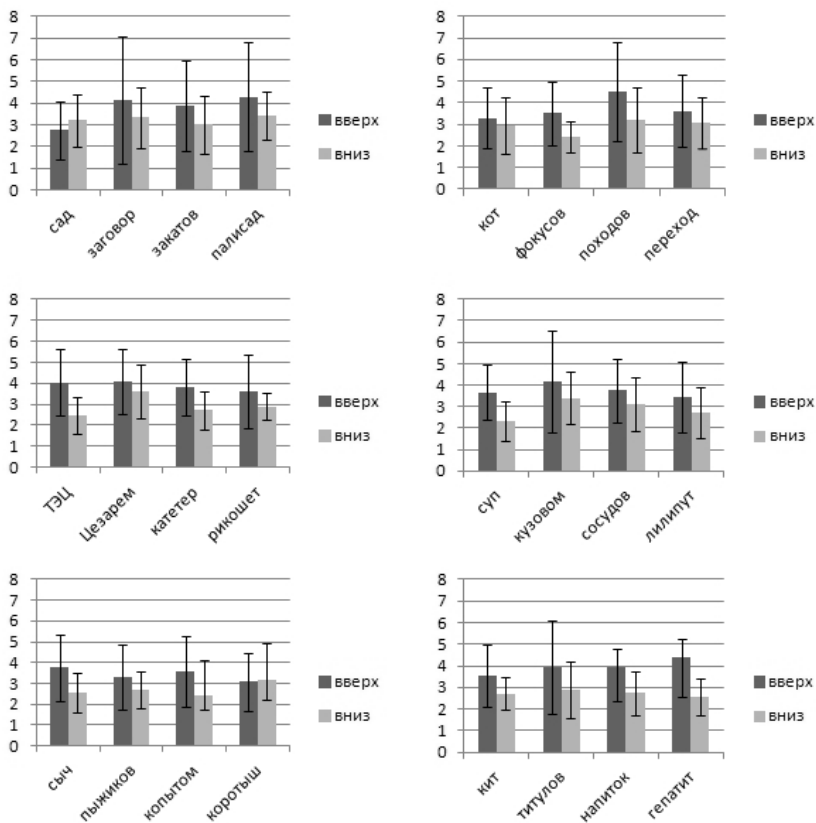 8
7
6
5
4
3
2
1
0
сад
заговор
закатов
палисад
вверх
вниз
8
7
6
5
4
3
2
1
0
кот
фокусов
походов
переход
вверх
вниз
8
7
6
5
4
3
2
1
0
ТЭЦ
Цезарем
катетер
рикошет
вверх
вниз
8
7
6
5
4
3
2
1
0
суп
кузовом
сосудов
лилипут
вверх
вниз
8
7
6
5
4
3
2
1
0
сыч
пыжиков
копытом
коротыш
вверх
вниз
8
7
6
5
4
3
2
1
0
кит
титулов
напиток
гепатит
вверх
вниз